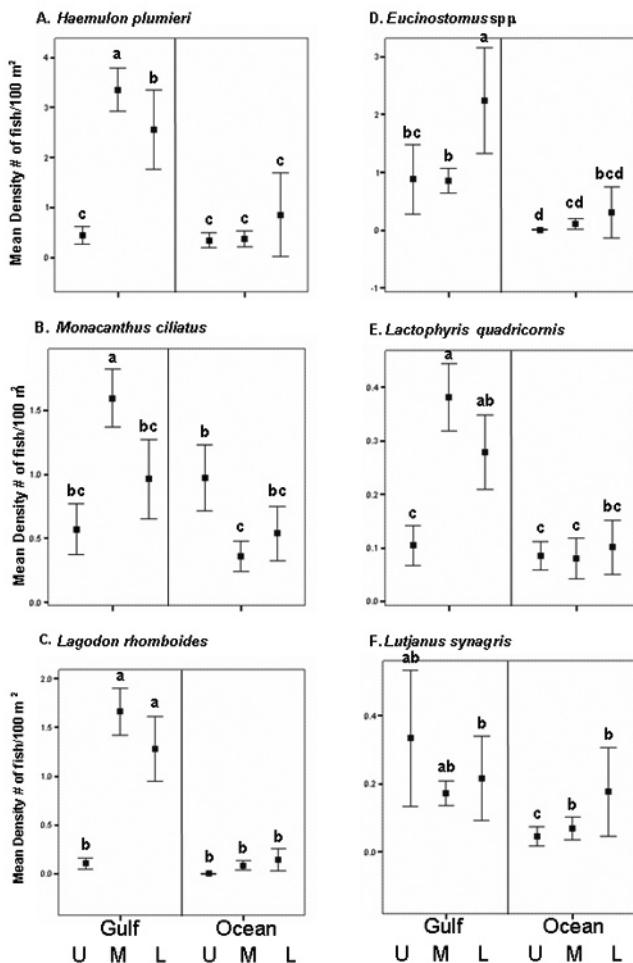 A. Haemulon plumieri
Mean Density # of fish/100 m²
4
3
2
1
0
c
a
b
c
c
c
B. Monacanthus ciliatus
Mean Density # of fish/100 m²
1.5
1.0
0.5
0.0
bc
a
bc
b
c
bc
C. Lagodon rhomboides
Mean Density # of fish/100 m²
2.0
1.5
1.0
0.5
0.0
b
a
a
b
b
b
Gulf
Ocean
U M L U M L
D. Eucinostomus spp.
3
2
1
0
-1
bc
b
a
d
cd
bcd
E. Lactophyris quadricornis
0.4
0.3
0.2
0.1
0.0
c
a
ab
c
c
bc
F. Lutjanus synagris
0.4
0.2
0.0
ab
ab
b
c
b
b
Gulf
Ocean
U M L U M L